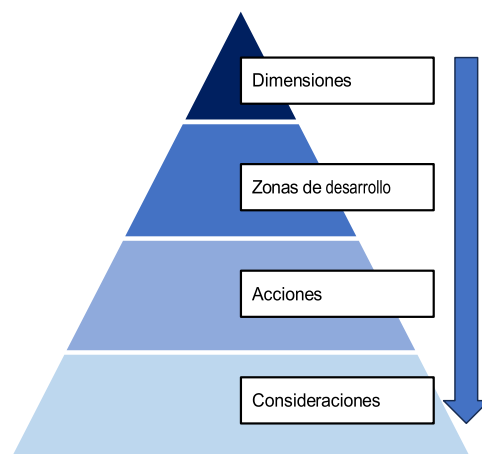 Dimensiones
Zonas de desarrollo
Acciones
Consideraciones